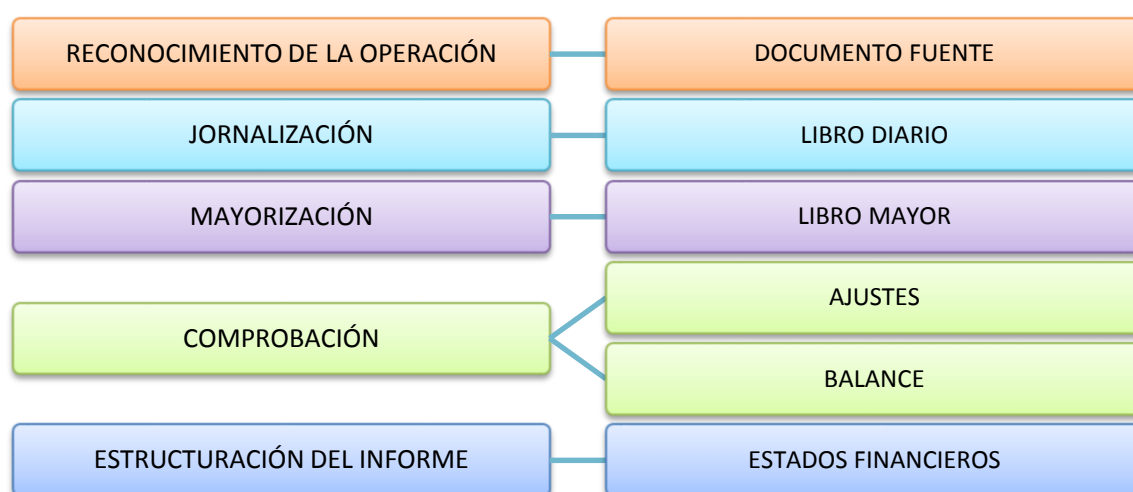 RECONOCIMIENTO DE LA OPERACIÓN
DOCUMENTO FUENTE
JORNALIZACIÓN
LIBRO DIARIO
MAYORIZACIÓN
LIBRO MAYOR
COMPROBACIÓN
AJUSTES
BALANCE
ESTRUCTURACIÓN DEL INFORME
ESTADOS FINANCIEROS